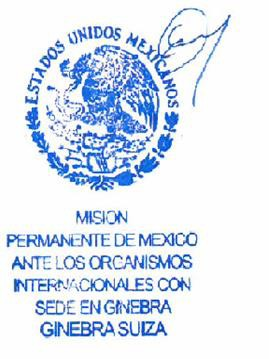 ESTADOS UNIDOS MEXICANOS
MISION
PERMANENTE DE MEXICO
ANTE LOS ORGANISMOS
INTERNACIONALES CON
SEDE EN GINEBRA
GINEBRA SUIZA